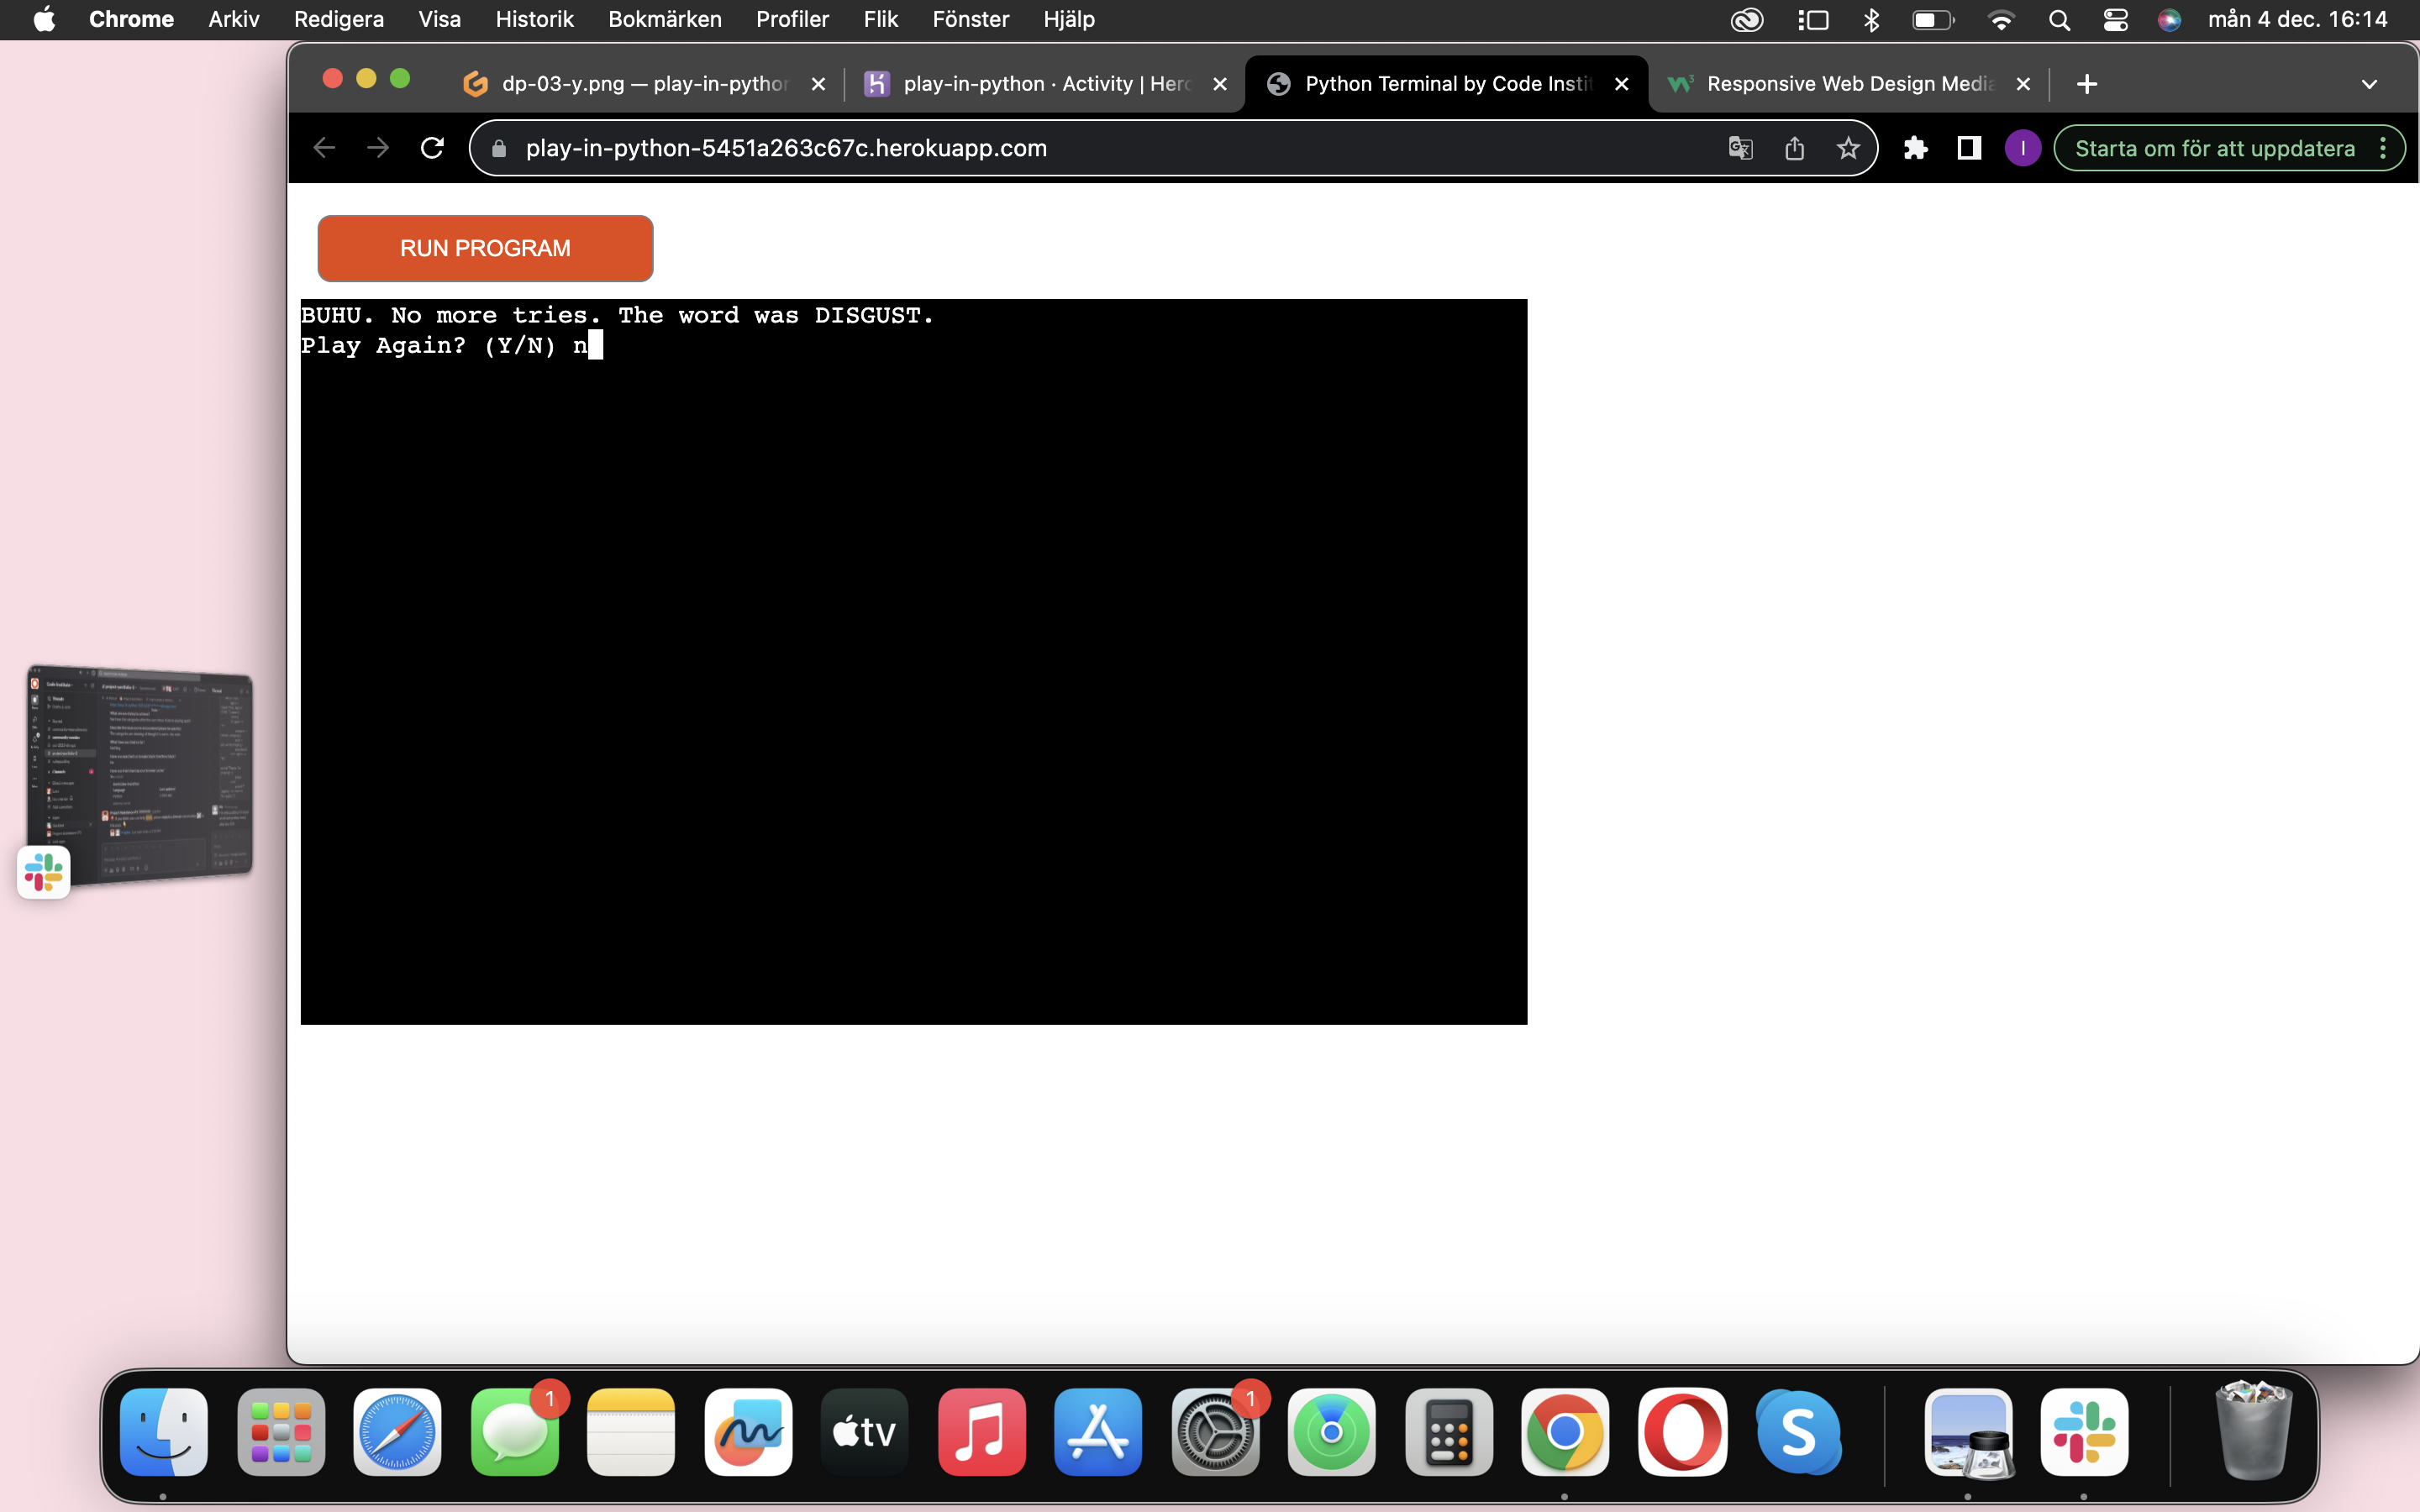 Chrome Arkiv Redigera Visa Historik Bokmärken Profiler Flik Fönster Hjälp mån 4 dec. 16:14
dp-03-y.png — play-in-python play-in-python · Activity | Hero Python Terminal by Code Instit Responsive Web Design Media
play-in-python-5451a263c67c.herokuapp.com I Starta om för att uppdatera
RUN PROGRAM
BUHU. No more tries. The word was DISGUST.
Play Again? (Y/N) n
1 tv 1 S